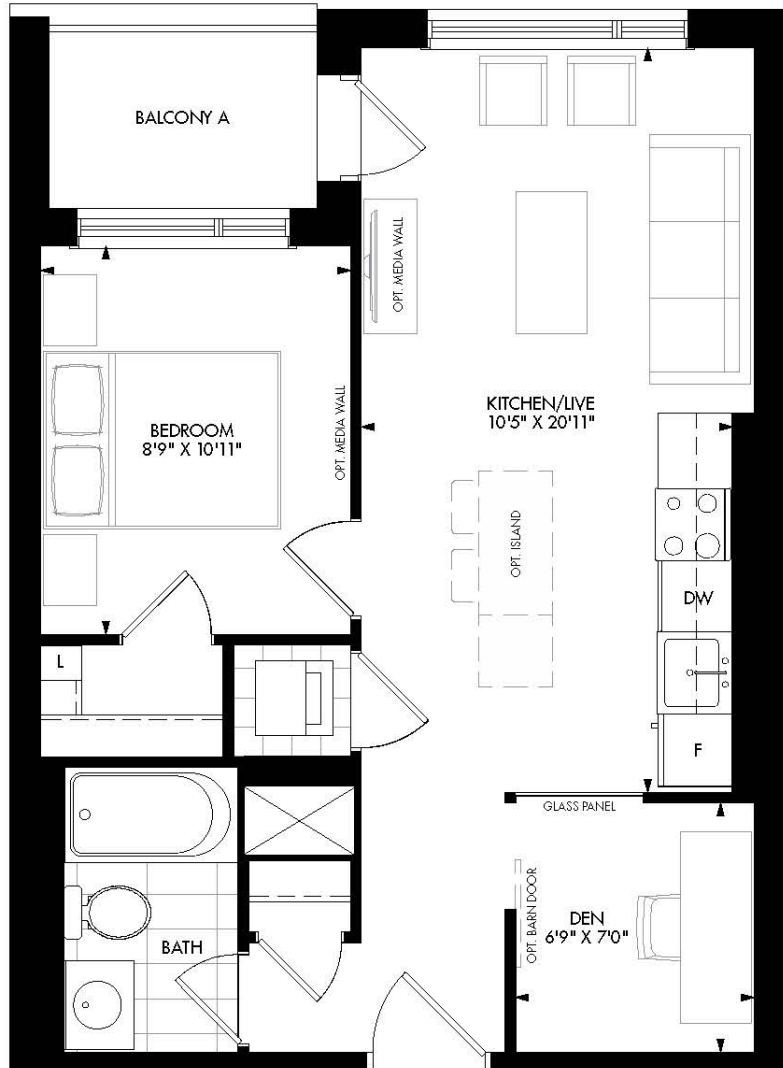 BALCONY A
OPT. MEDIA WALL
KITCHEN/LIVE
10'5" X 20'11"
BEDROOM
8'9" X 10'11"
OPT. MEDIA WALL
OPT. ISLAND
DW
L
F
GLASS PANEL
OPT. BARN DOOR
DEN
6'9" X 7'0"
BATH